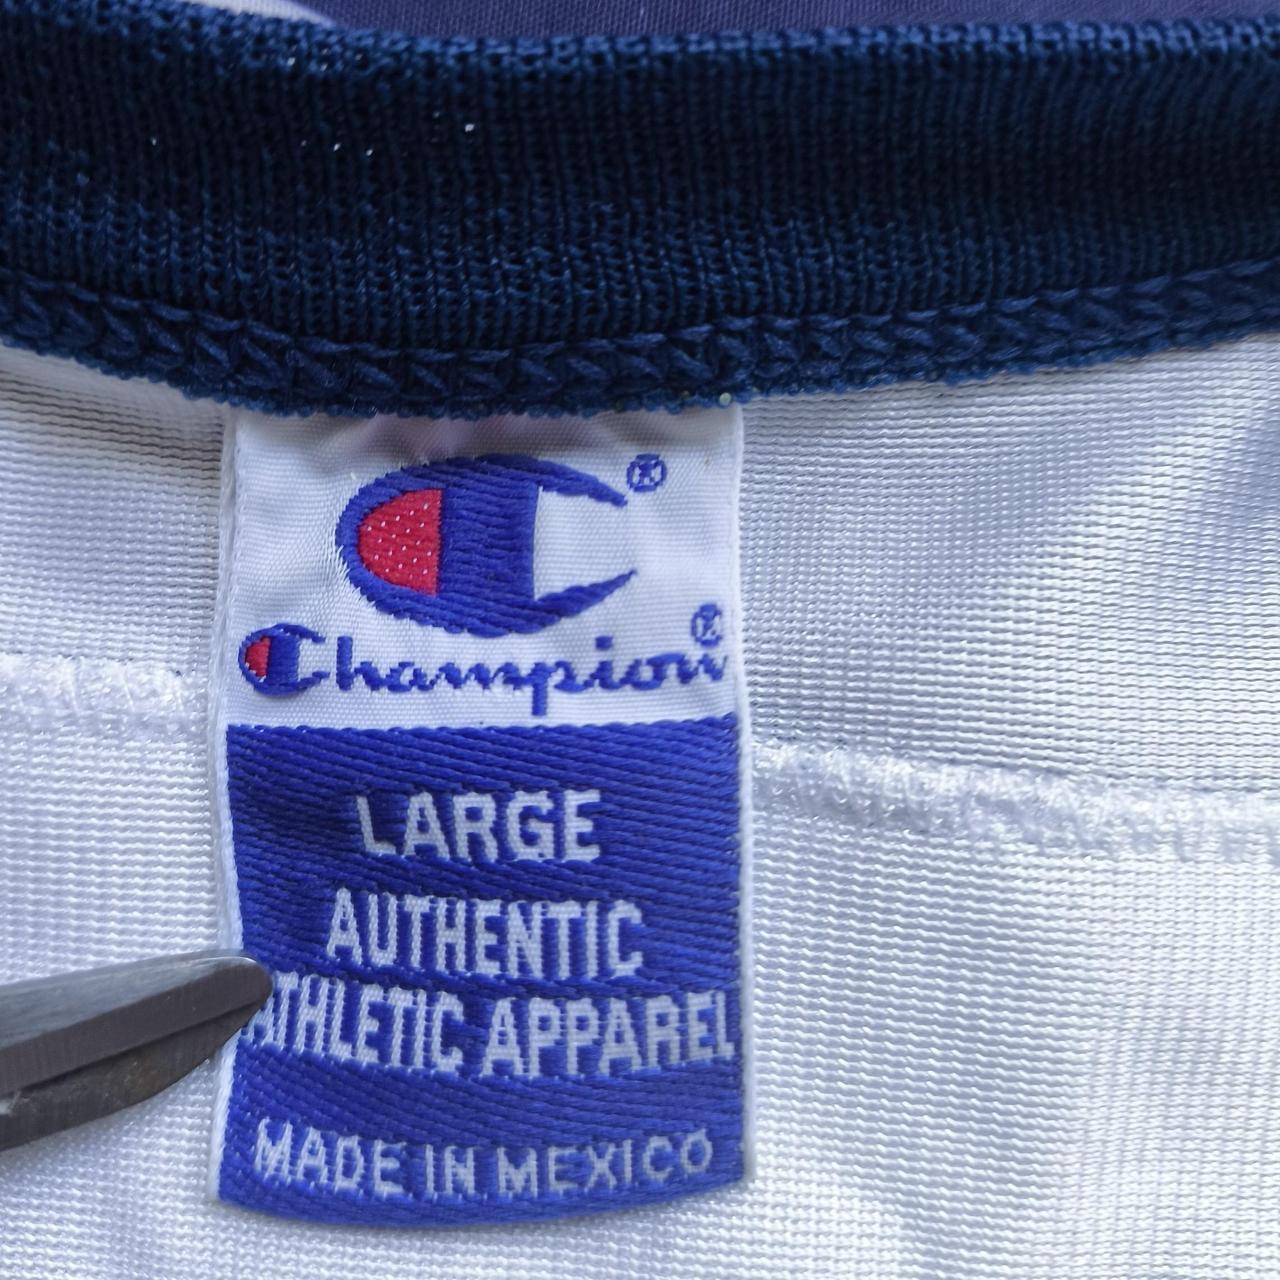 ®
Champion®
LARGE
AUTHENTIC
ATHLETIC APPAREL
MADE IN MEXICO